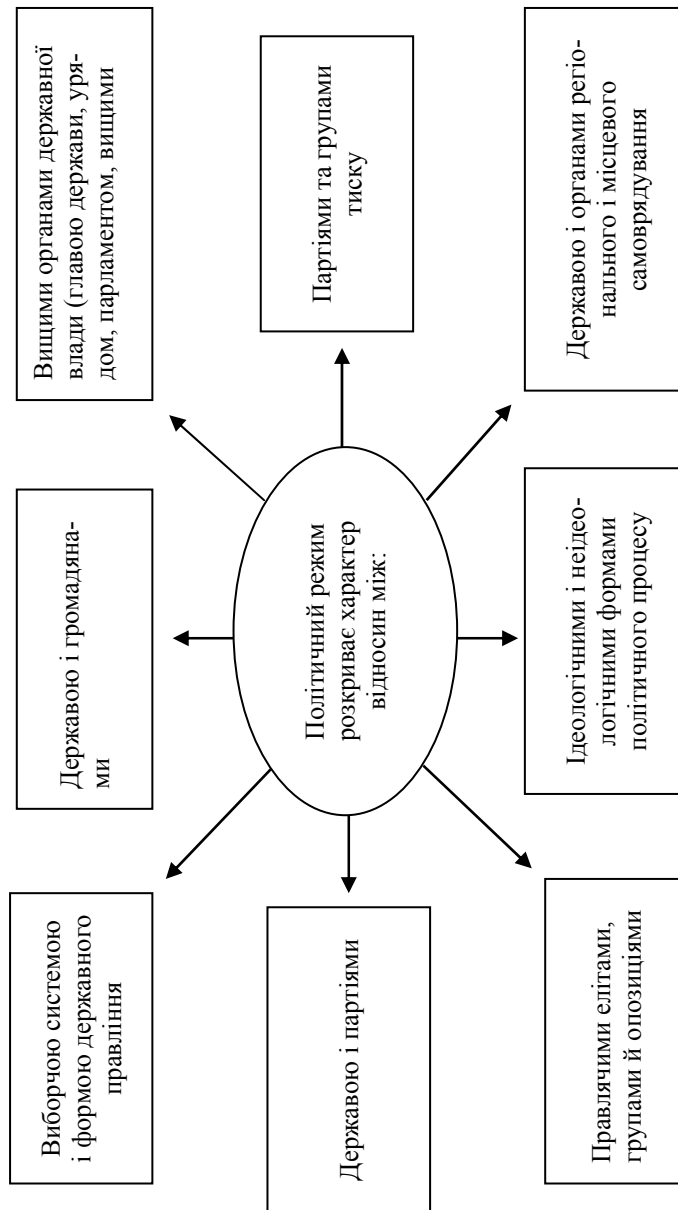 Виборчою системою
і формою державного
правління
Державою і громадяна-
ми
Вищими органами державної
влади (главою держави, уря-
дом, парламентом, вищими
Державою і партіями
Політичний режим
розкриває характер
відносин між:
Партіями та групами
тиску
Правлячими елітами,
групами й опозиціями
Ідеологічними і неідео-
логічними формами
політичного процесу
Державою і органами регіо-
нального і місцевого
самоврядування